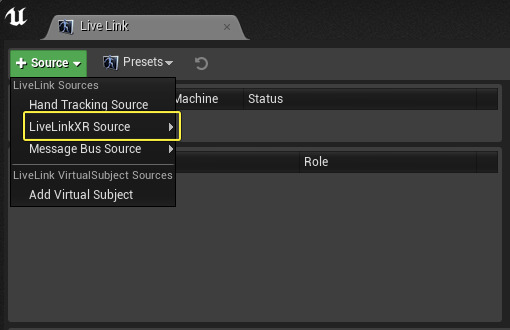 Live Link
Source
Presets
LiveLink Sources
Machine Status
Hand Tracking Source
LiveLinkXR Source
Message Bus Source
Role
LiveLink VirtualSubject Sources
Add Virtual Subject